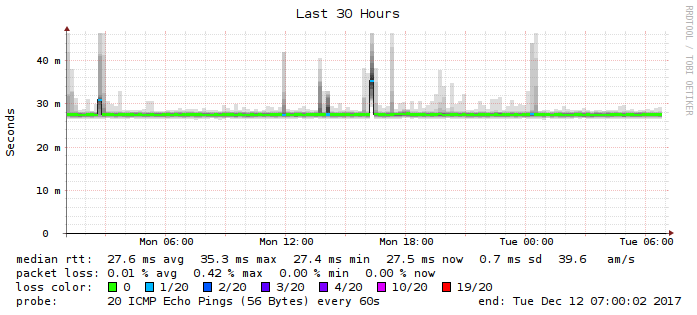 Last 30 Hours
RRDTOOL / TOBI OETIKER
Seconds
40 m
30 m
20 m
10 m
0
Mon 06:00 Mon 12:00 Mon 18:00 Tue 00:00 Tue 06:00
median rtt: 27.6 ms avg 35.3 ms max 27.4 ms min 27.5 ms now 0.7 ms sd 39.6 am/s
packet loss: 0.01 % avg 0.42 % max 0.00 % min 0.00 % now
loss color: 0 1/20 2/20 3/20 4/20 10/20 19/20
probe: 20 ICMP Echo Pings (56 Bytes) every 60s end: Tue Dec 12 07:00:02 2017